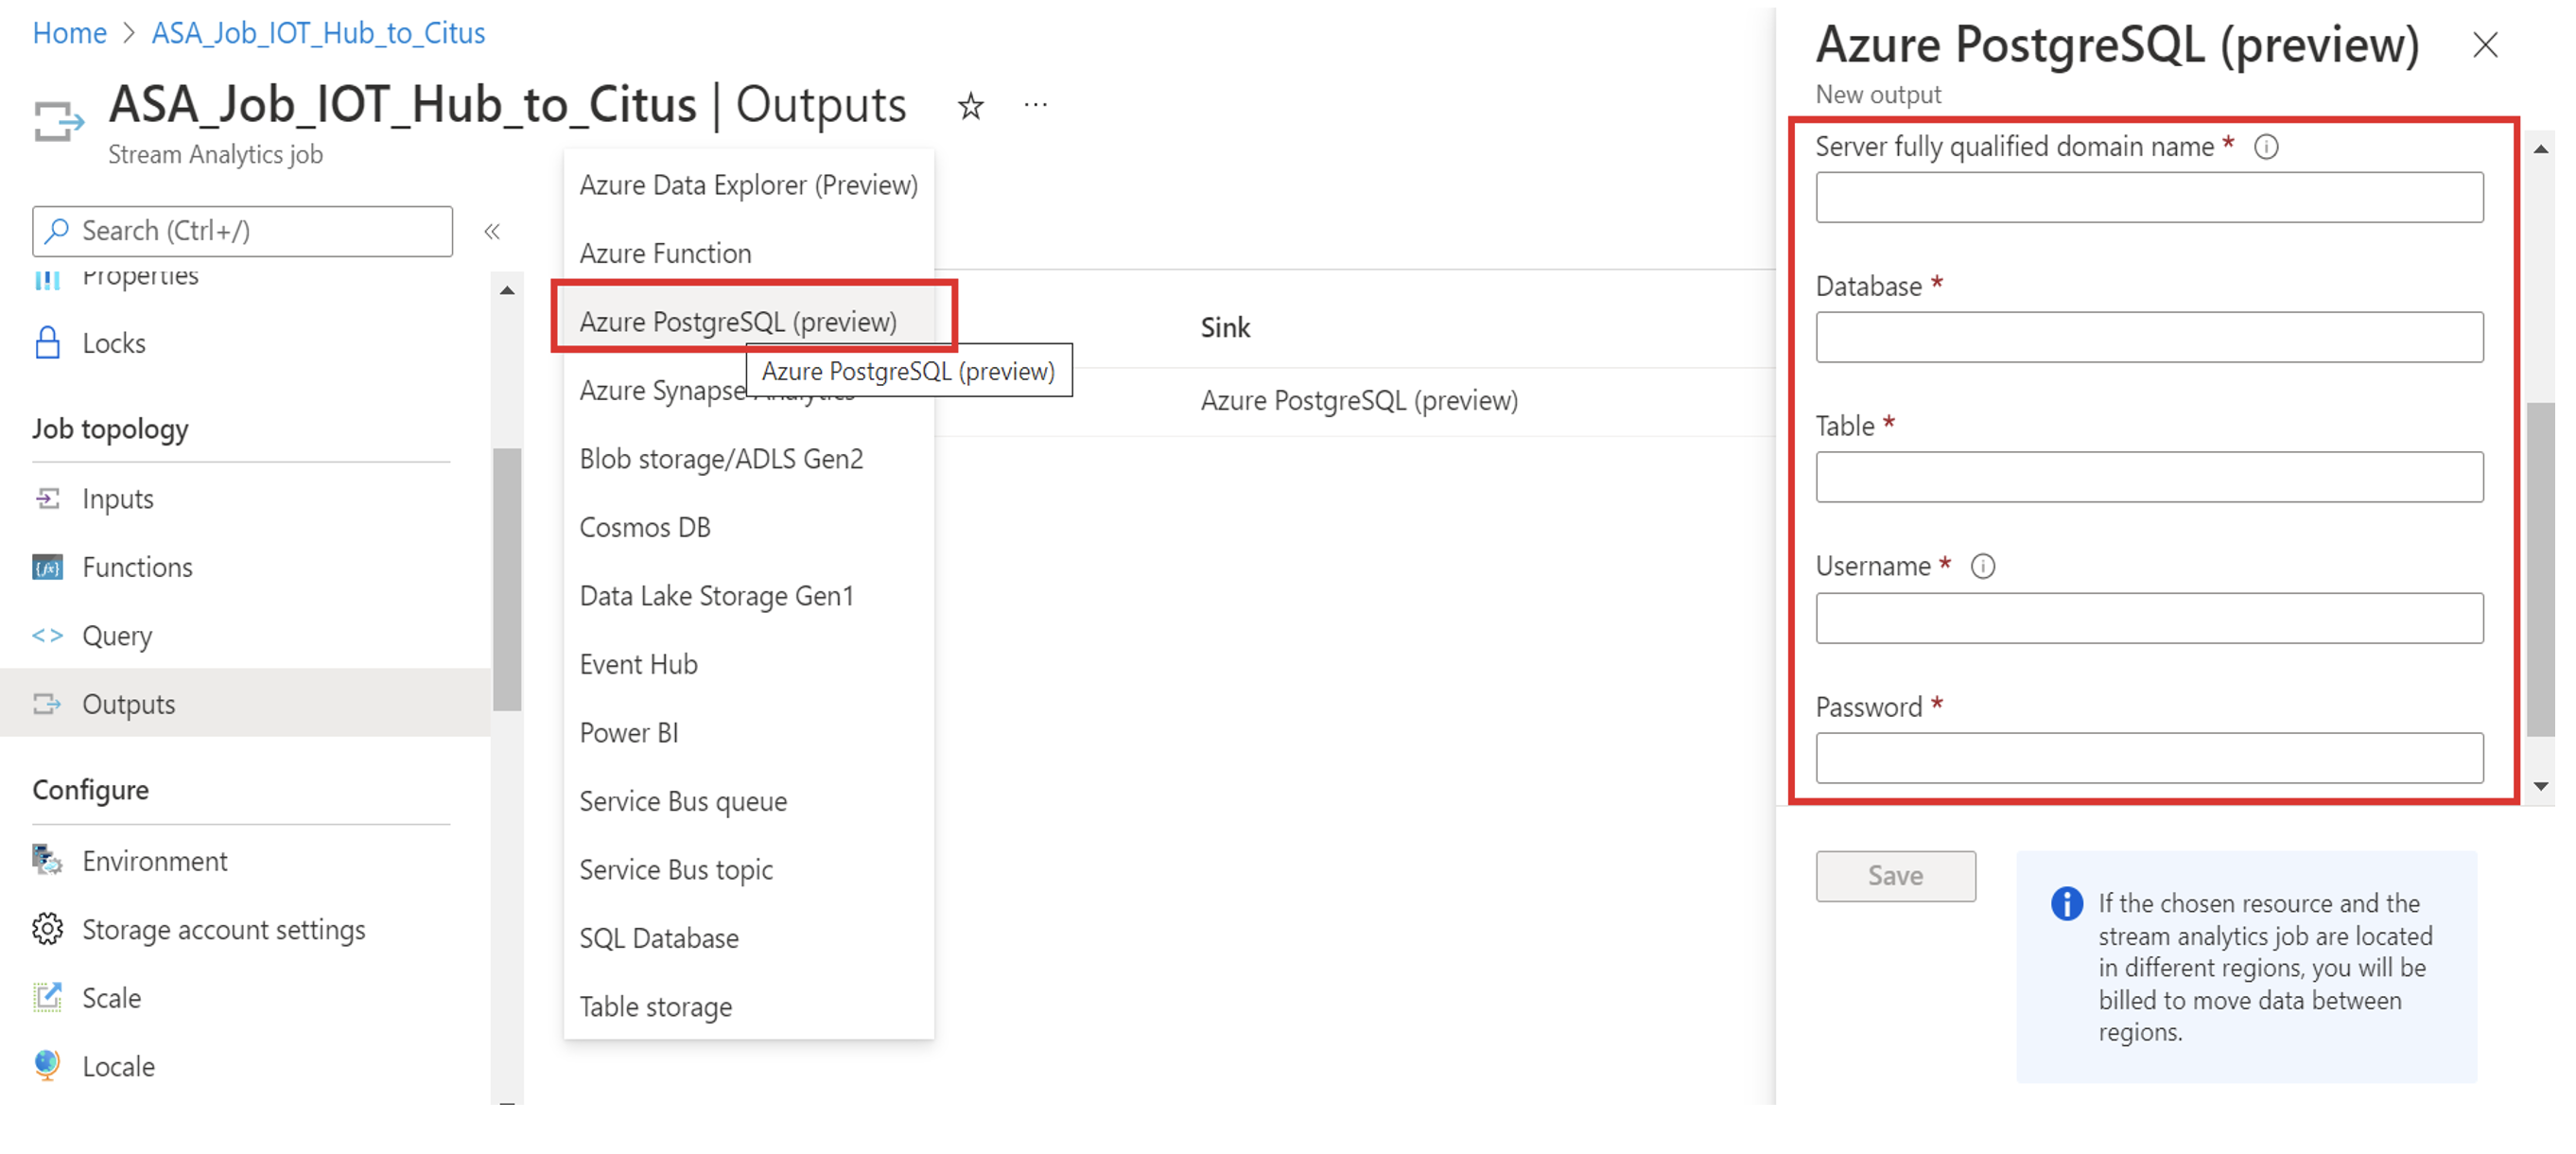 Home > ASA_Job_IOT_Hub_to_Citus
ASA_Job_IOT_Hub_to_Citus | Outputs
Stream Analytics job
Search (Ctrl+/)
Properties
Locks
Job topology
Inputs
Functions
Query
Outputs
Configure
Environment
Storage account settings
Scale
Locale
Azure Data Explorer (Preview)
Azure Function
Azure PostgreSQL (preview)
Azure PostgreSQL (preview)
Azure Synapse Analytics
Blob storage/ADLS Gen2
Cosmos DB
Data Lake Storage Gen1
Event Hub
Power BI
Service Bus queue
Service Bus topic
SQL Database
Table storage
Sink
Azure PostgreSQL (preview)
Azure PostgreSQL (preview)
New output
Server fully qualified domain name *
Database *
Table *
Username *
Password *
Save
If the chosen resource and the
stream analytics job are located
in different regions, you will be
billed to move data between
regions.